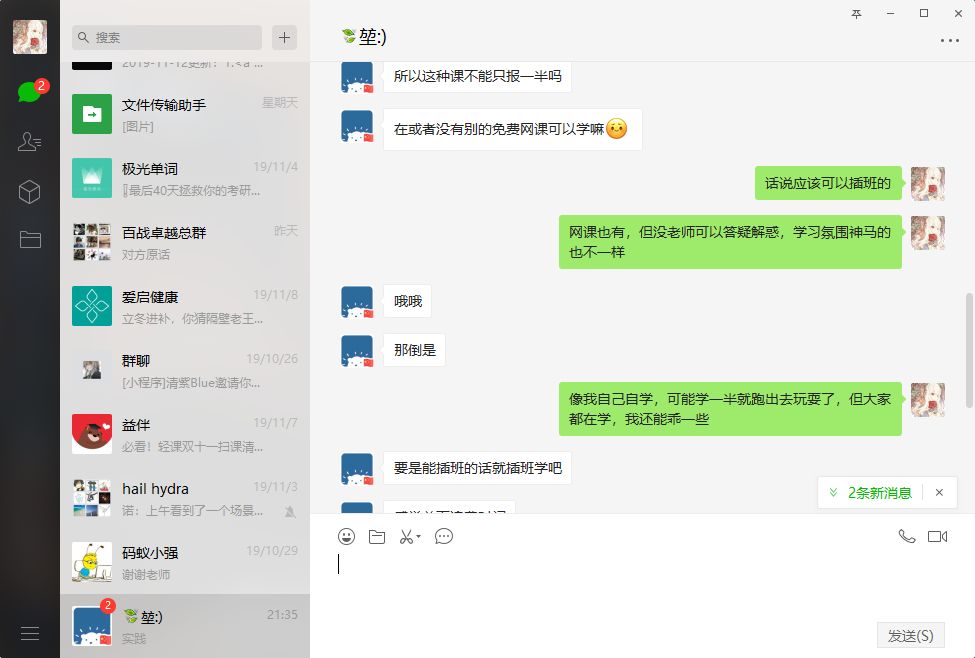 搜索
2019-11-12更新：1.<a ...
文件传输助手
星期天
[图片]
极光单词
19/11/4
最后40天拯救你的考研...
百战卓越总群
昨天
对方原话
爱启健康
19/11/8
立冬进补，你猜隔壁老王...
群聊
19/10/26
[小程序]清紫Blue邀请你...
益伴
19/11/7
必看！轻课双十一扫课清...
hail hydra
19/11/3
诺：上午看到了一个场景...
码蚁小强
19/10/29
谢谢老师
堃:)
21:35
实践
2
2
堃:)
所以这种课不能只报一半吗
在或者没有别的免费网课可以学嘛
话说应该可以插班的
网课也有，但没老师可以答疑解惑，学习氛围神马的
也不一样
哦哦
那倒是
像我自己自学，可能学一半就跑出去玩耍了，但大家
都在学，我还能乖一些
要是能插班的话就插班学吧
2条新消息
发送(S)